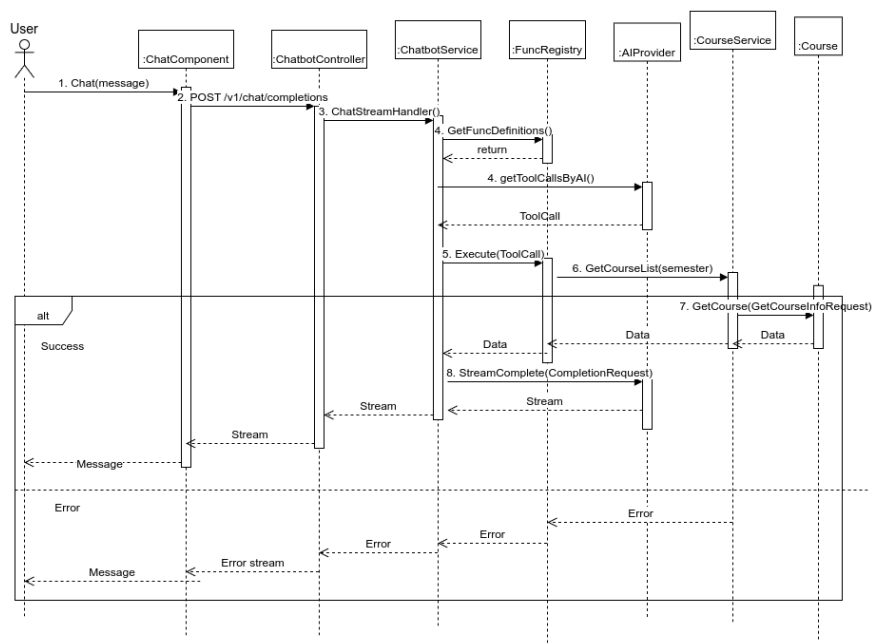 User
:ChatComponent
:ChatbotController
:ChatbotService
:FuncRegistry
:AIProvider
:CourseService
:Course
1. Chat(message)
2. POST /v1/chat/completions
3. ChatStreamHandler()
4. GetFuncDefinitions()
return
4. getToolCallsByAI()
ToolCall
5. Execute(ToolCall)
6. GetCourseList(semester)
alt
7. GetCourse(GetCourseInfoRequest)
Success
Data
Data
Data
8. StreamComplete(CompletionRequest)
Stream
Stream
Stream
Message
Error
Error
Error
Error
Error stream
Message